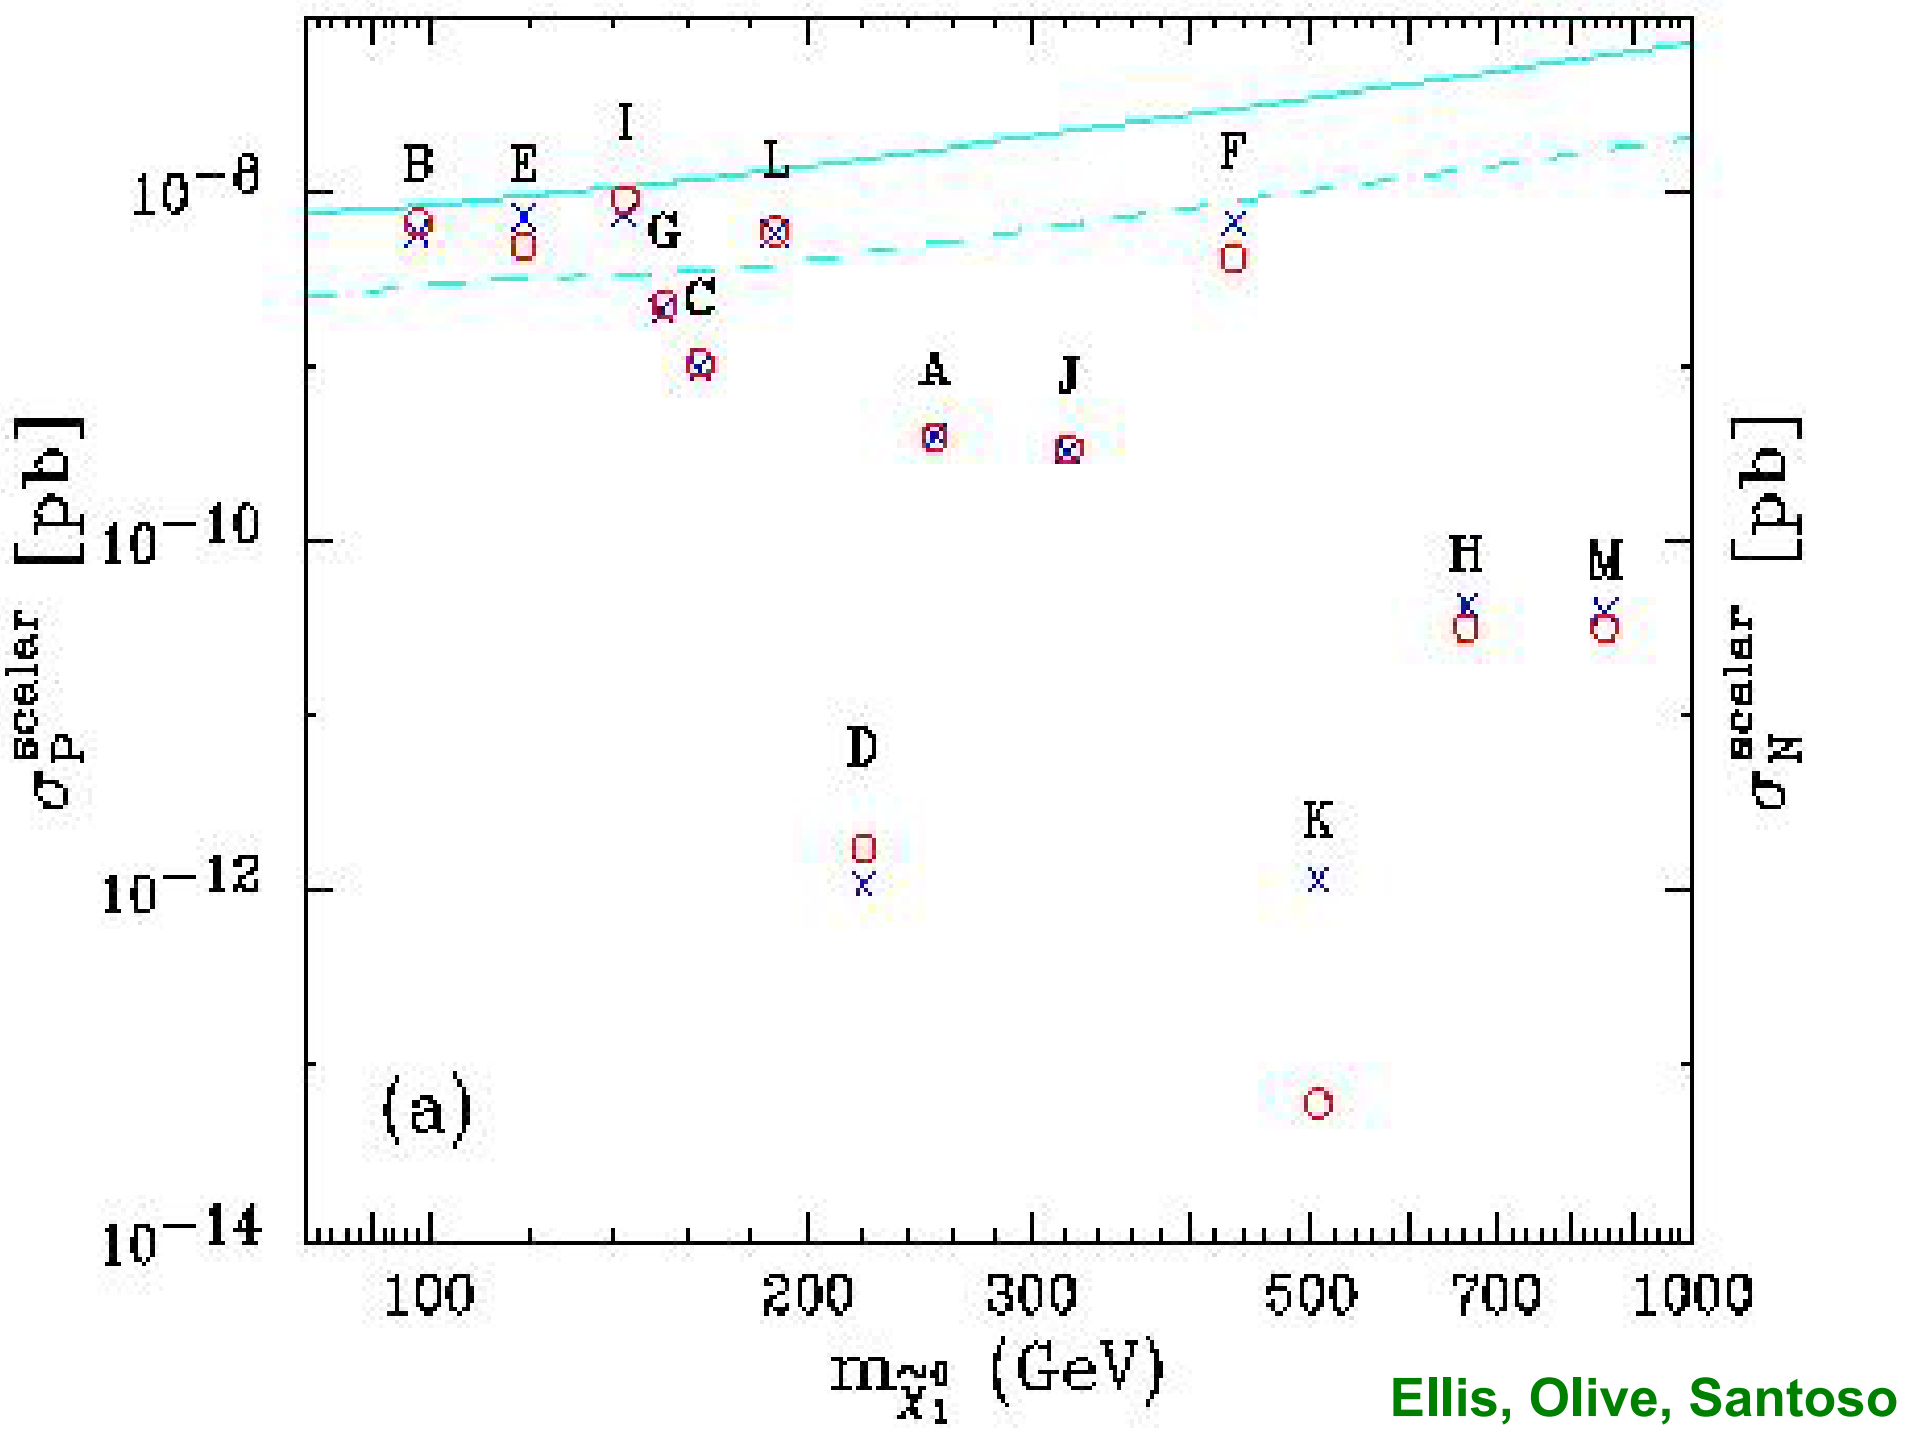 I
B E L F
10⁻⁸
G
C
A J
10⁻¹⁰
H M
σ_P^scalar [pb]
σ_N^scalar [pb]
D
K
10⁻¹²
(a)
10⁻¹⁴
100 200 300 500 700 1000
m_χ̃₁⁰ (GeV)
Ellis, Olive, Santoso